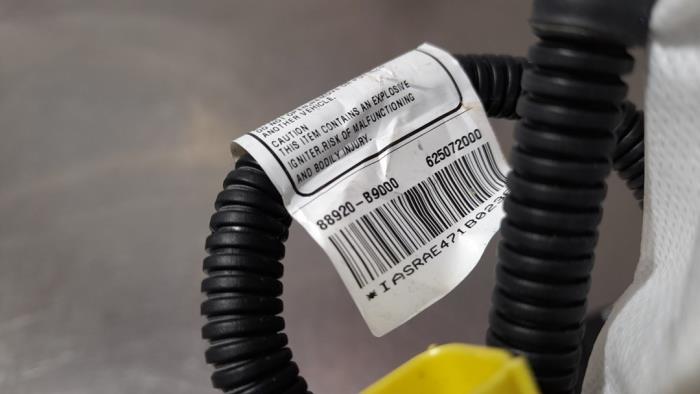 ANOTHER VEHICLE.
CAUTION
THIS ITEM CONTAINS AN EXPLOSIVE
IGNITER.RISK OF MALFUNCTIONING
AND BODILY INJURY.
88920-B9000 625072000
*IASRAE471B023